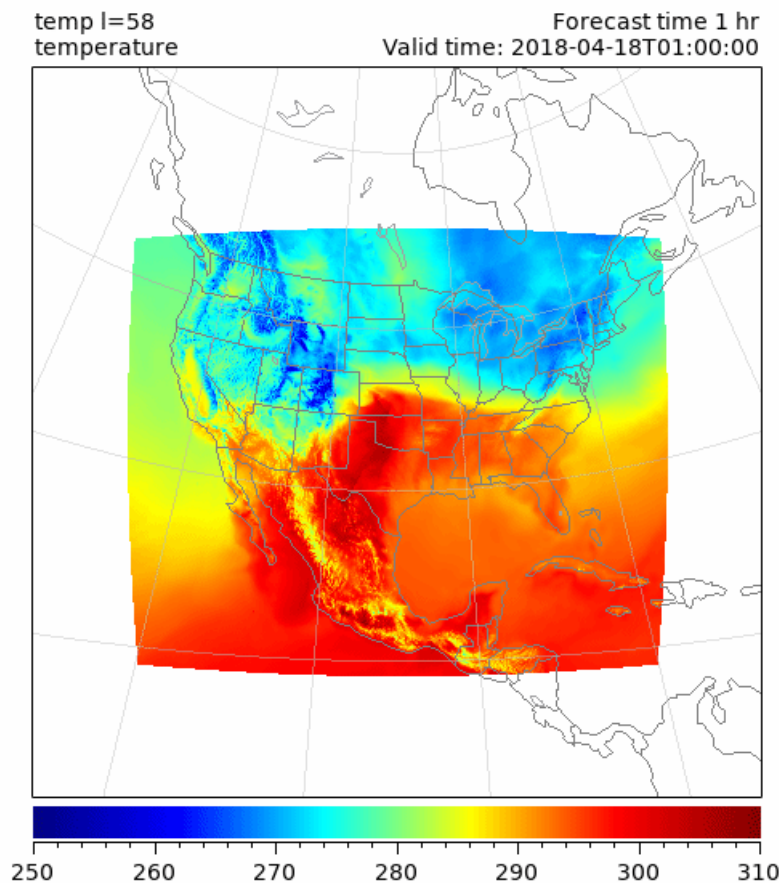 temp l=58
Forecast time 1 hr
temperature
Valid time: 2018-04-18T01:00:00
250 260 270 280 290 300 310